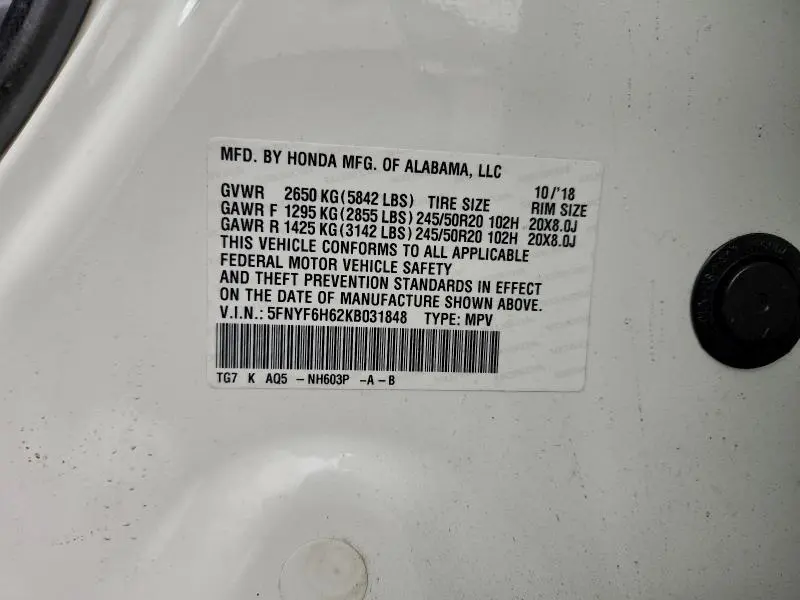 MFD. BY HONDA MFG. OF ALABAMA, LLC
GVWR 2650 KG(5842 LBS) TIRE SIZE 10/'18 RIM SIZE
GAWR F 1295 KG(2855 LBS) 245/50R20 102H 20X8.0J
GAWR R 1425 KG(3142 LBS) 245/50R20 102H 20X8.0J
THIS VEHICLE CONFORMS TO ALL APPLICABLE
FEDERAL MOTOR VEHICLE SAFETY
AND THEFT PREVENTION STANDARDS IN EFFECT
ON THE DATE OF MANUFACTURE SHOWN ABOVE.
V.I.N.: 5FNYF6H62KB031848 TYPE: MPV
TG7 K AQ5 -NH603P -A-B